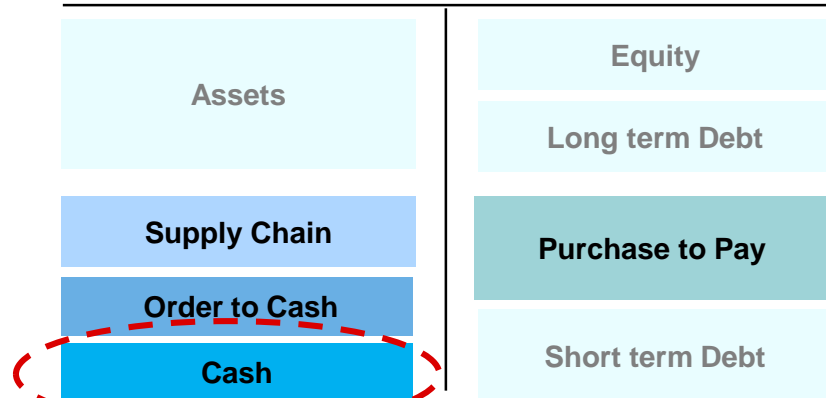 Assets
Supply Chain
Order to Cash
Cash
Equity
Long term Debt
Purchase to Pay
Short term Debt